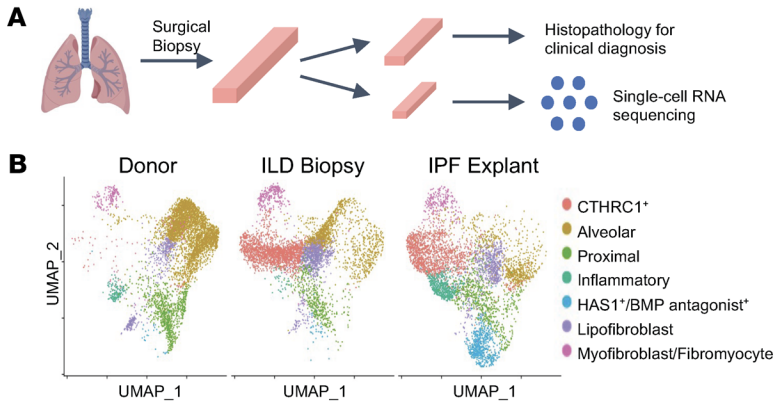 A
Surgical
Biopsy
Histopathology for
clinical diagnosis
Single-cell RNA
sequencing
B
Donor
ILD Biopsy
IPF Explant
UMAP_2
UMAP_1
UMAP_1
UMAP_1
CTHRC1⁺
Alveolar
Proximal
Inflammatory
HAS1⁺/BMP antagonist⁺
Lipofibroblast
Myofibroblast/Fibromyocyte